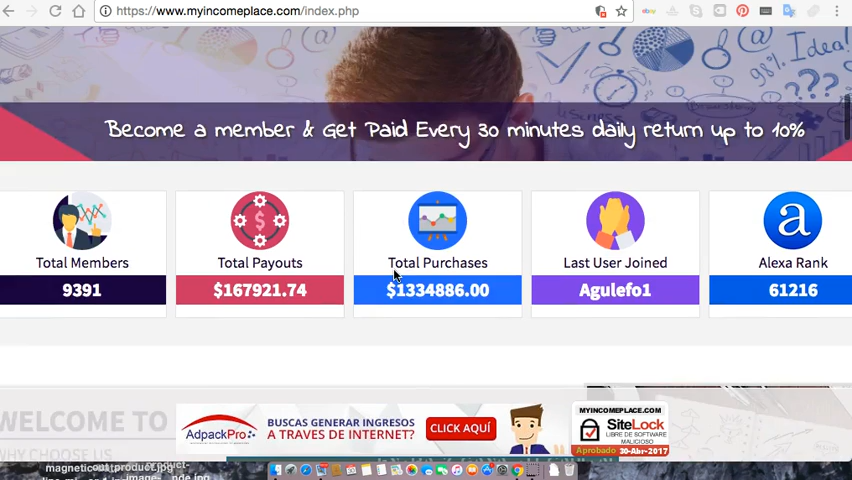 https://www.myincomeplace.com/index.php
98% Idea!
???
Become a member & Get Paid Every 30 minutes daily return up to 10%
Total Members
9391
Total Payouts
$167921.74
Total Purchases
$1334886.00
Last User Joined
Agulefo1
a
Alexa Rank
61216
WELCOME TO
WHY CHOOSE US
AdpackPro
BUSCAS GENERAR INGRESOS
A TRAVES DE INTERNET?
CLICK AQUÍ
MYINCOMEPLACE.COM
SiteLock
LIBRE DE SOFTWARE
MALICIOSO
Aprobado 30-Abr-2017